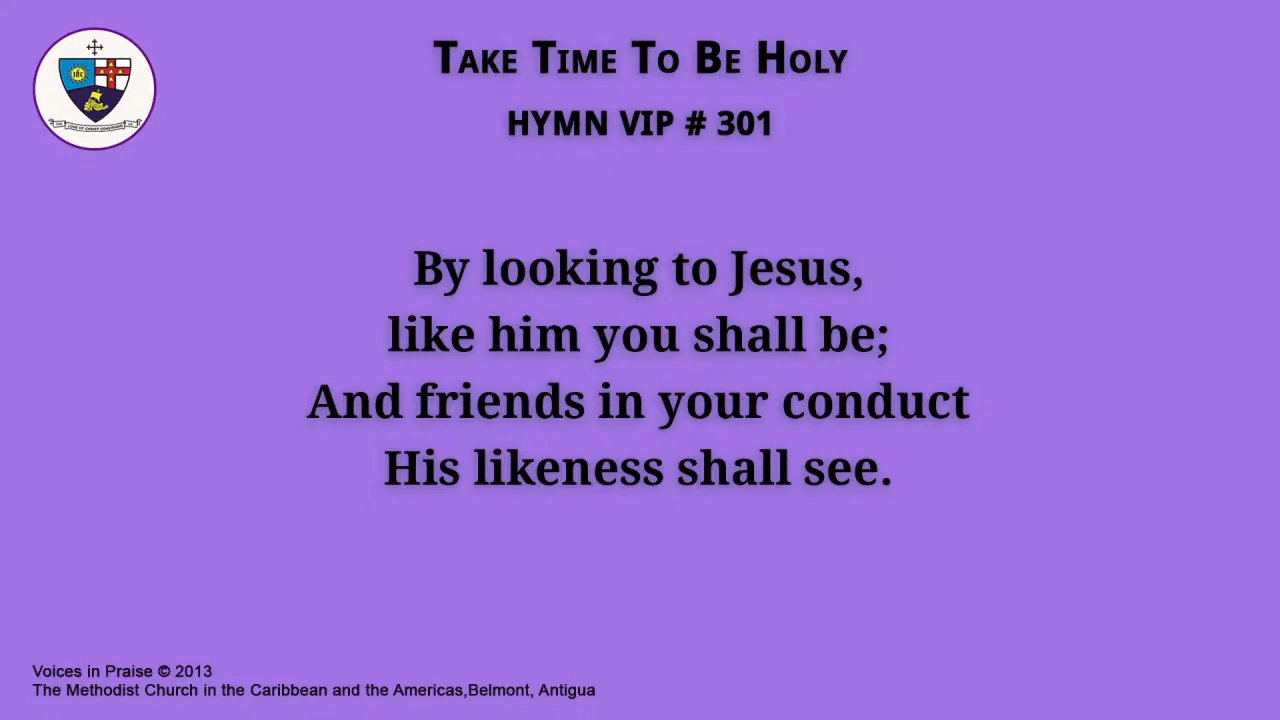 Take Time To Be Holy
HYMN VIP # 301
By looking to Jesus,
like him you shall be;
And friends in your conduct
His likeness shall see.
Voices in Praise © 2013
The Methodist Church in the Caribbean and the Americas,Belmont, Antigua